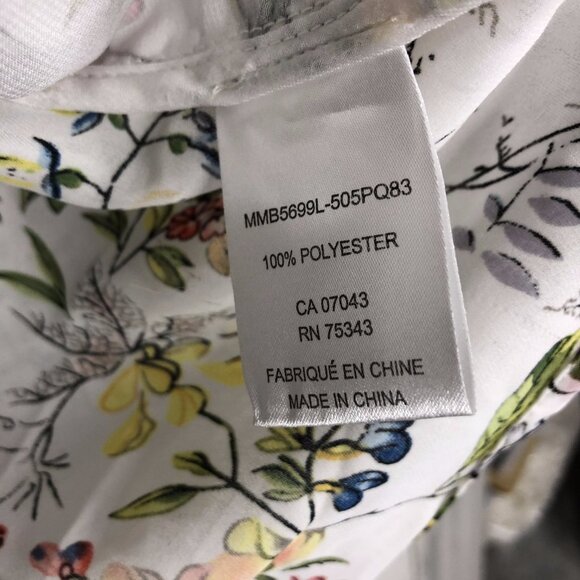 MMB5699L-505PQ83
100% POLYESTER
CA 07043
RN 75343
FABRIQUÉ EN CHINE
MADE IN CHINA